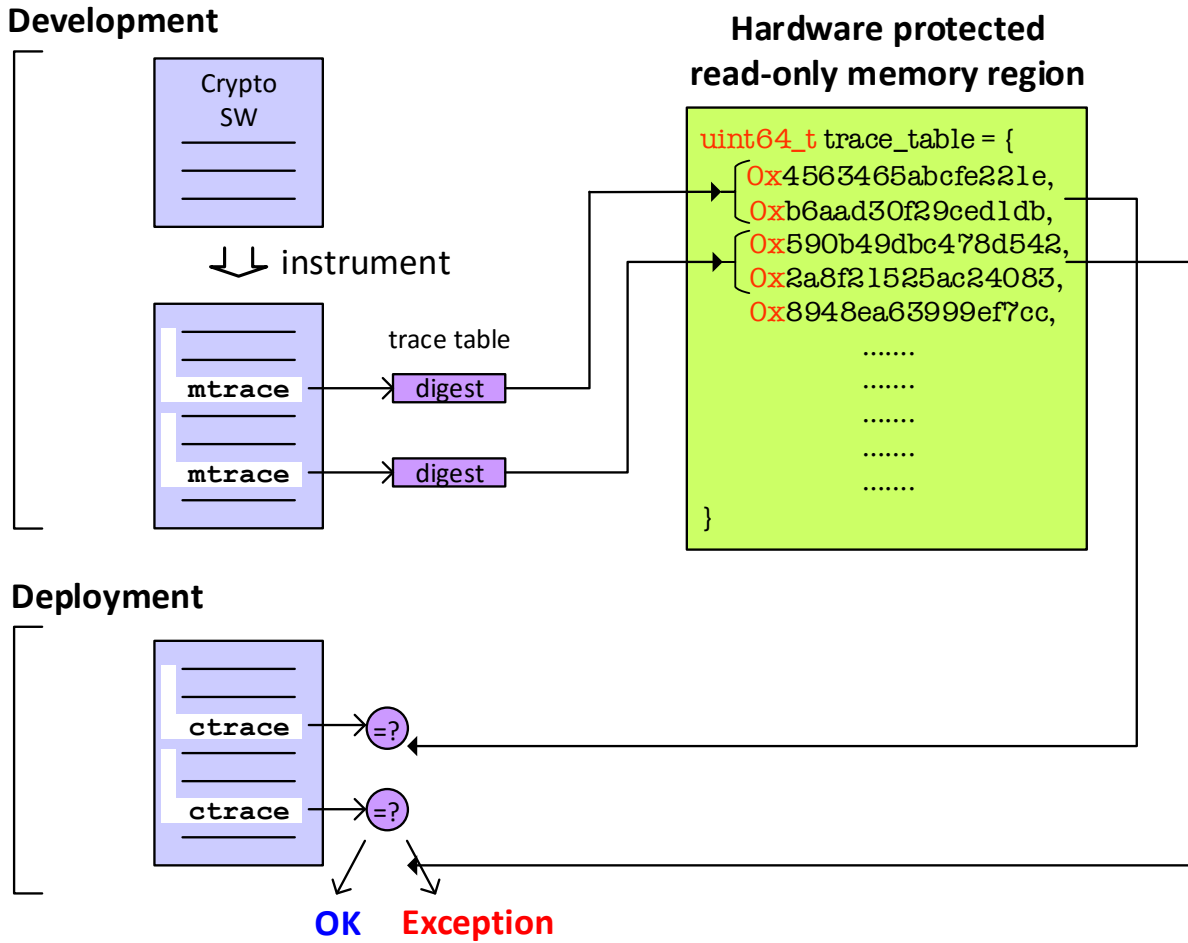 Development
Hardware protected
read-only memory region
Crypto
SW
instrument
mtrace
mtrace
trace table
digest
digest
uint64_t trace_table = {
0x4563465abcfe221e,
0xb6aad30f29ced1db,
0x590b49dbc478d542,
0x2a8f21525ac24083,
0x8948ea63999ef7cc,
.......
.......
.......
.......
.......
}
Deployment
ctrace
=?
ctrace
=?
OK
Exception